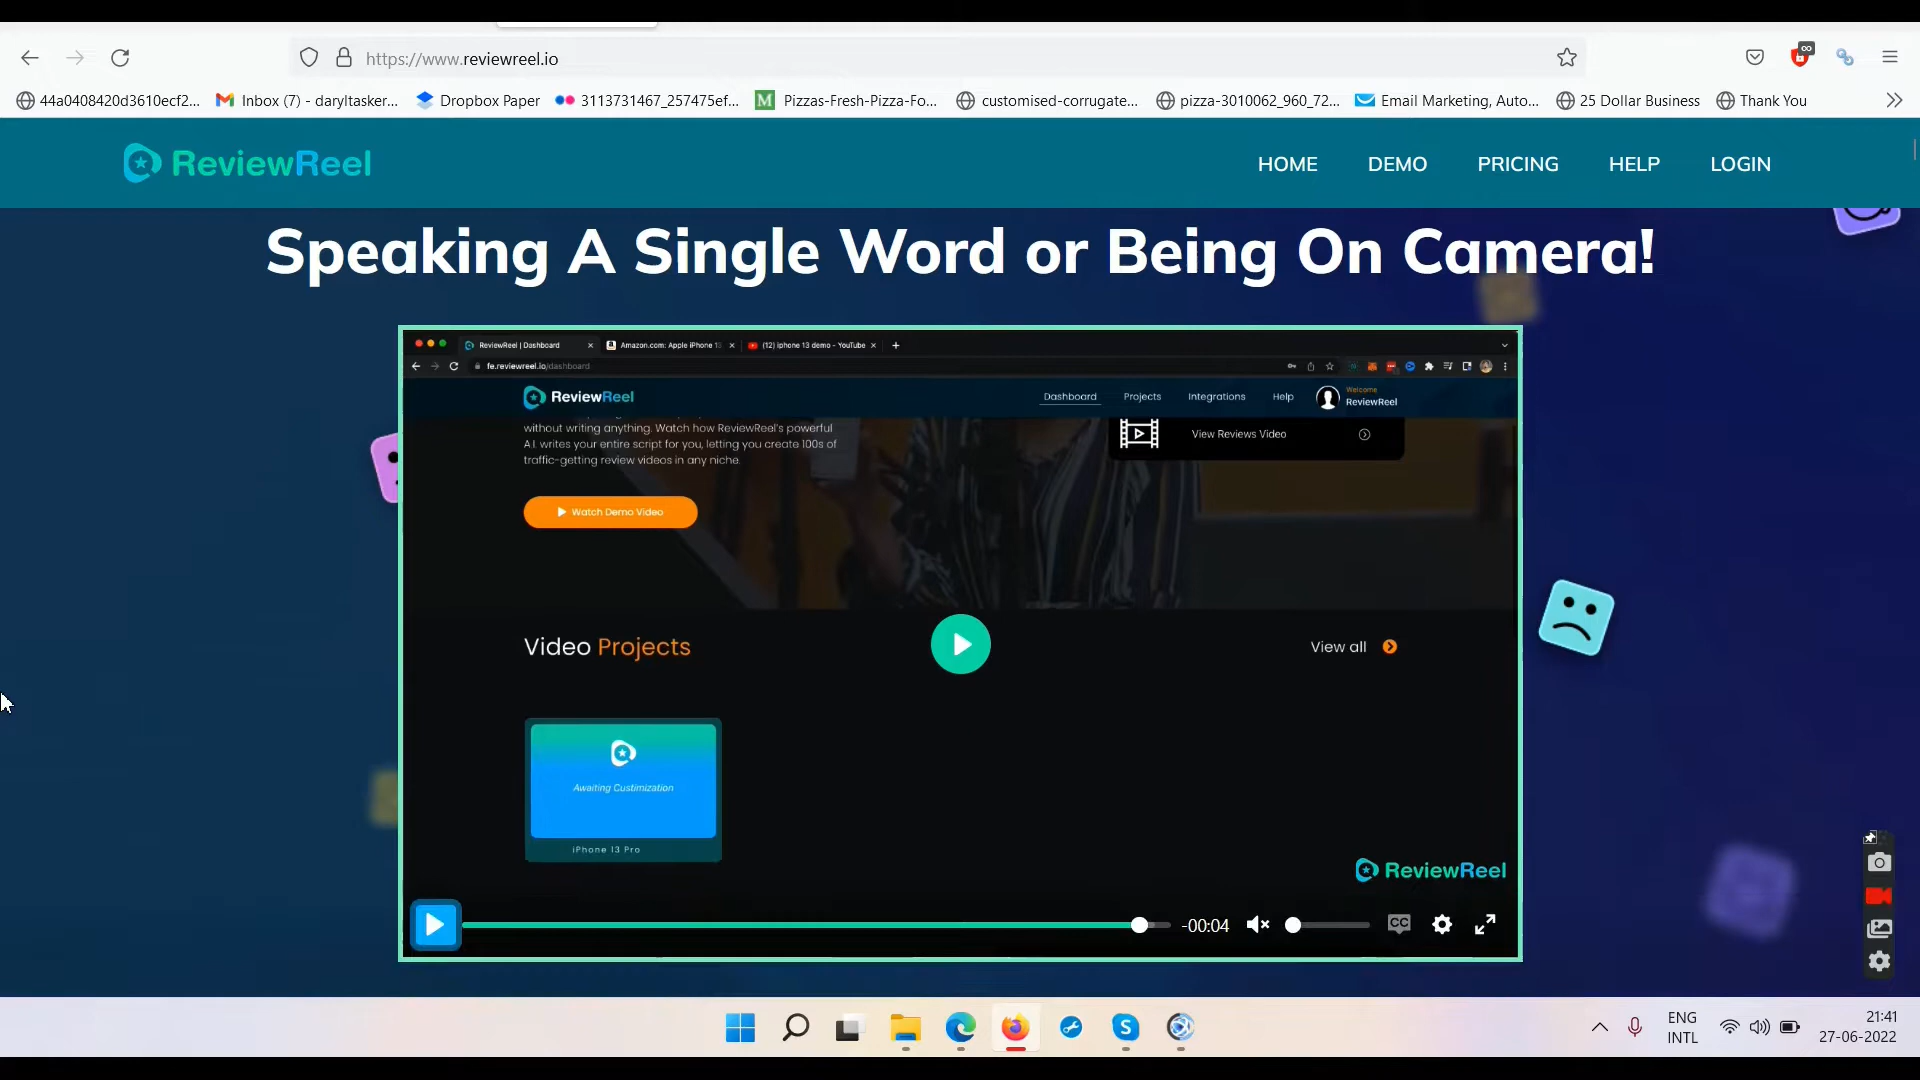 https://www.reviewreel.io
44a0408420d3610ecf2...
Inbox (7) - daryltasker...
Dropbox Paper
3113731467_257475ef...
M
Pizzas-Fresh-Pizza-Fo...
customised-corrugate...
pizza-3010062_960_72...
Email Marketing, Auto...
25 Dollar Business
Thank You
ReviewReel
HOME
DEMO
PRICING
HELP
LOGIN
Speaking A Single Word or Being On Camera!
ReviewReel | Dashboard
Amazon.com: Apple iPhone 13
(12) iphone 13 demo - YouTube
fe.reviewreel.io/dashboard
ReviewReel
Dashboard
Projects
Integrations
Help
Welcome
ReviewReel
without writing anything. Watch how ReviewReel's powerful
A.I. writes your entire script for you, letting you create 100s of
traffic-getting review videos in any niche.
View Reviews Video
Watch Demo Video
Video Projects
View all
Awaiting Custimization
iPhone 13 Pro
ReviewReel
-00:04
CC
ENG
INTL
21:41
27-06-2022